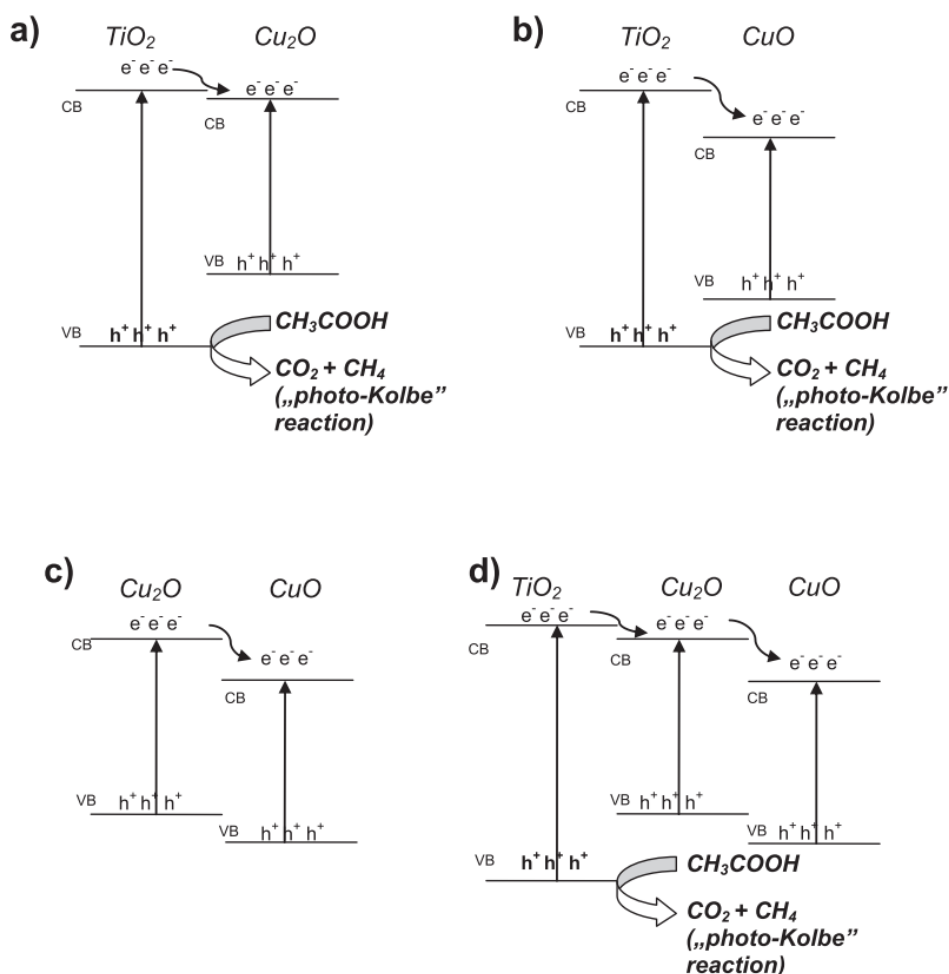 a)
TiO₂ Cu₂O
e⁻ e⁻ e⁻
e⁻ e⁻ e⁻
CB
CB
VB h⁺ h⁺ h⁺
VB h⁺ h⁺ h⁺
CH₃COOH
CO₂ + CH₄
(„photo-Kolbe”
reaction)
b)
TiO₂ CuO
e⁻ e⁻ e⁻
CB
e⁻ e⁻ e⁻
CB
VB h⁺ h⁺ h⁺
VB h⁺ h⁺ h⁺
CH₃COOH
CO₂ + CH₄
(„photo-Kolbe”
reaction)
c)
Cu₂O CuO
e⁻ e⁻ e⁻
CB
e⁻ e⁻ e⁻
CB
VB h⁺ h⁺ h⁺
VB h⁺ h⁺ h⁺
d)
TiO₂ Cu₂O CuO
e⁻ e⁻ e⁻
e⁻ e⁻ e⁻
CB
CB
e⁻ e⁻ e⁻
CB
VB h⁺ h⁺ h⁺
VB h⁺ h⁺ h⁺
VB h⁺ h⁺ h⁺
CH₃COOH
CO₂ + CH₄
(„photo-Kolbe”
reaction)